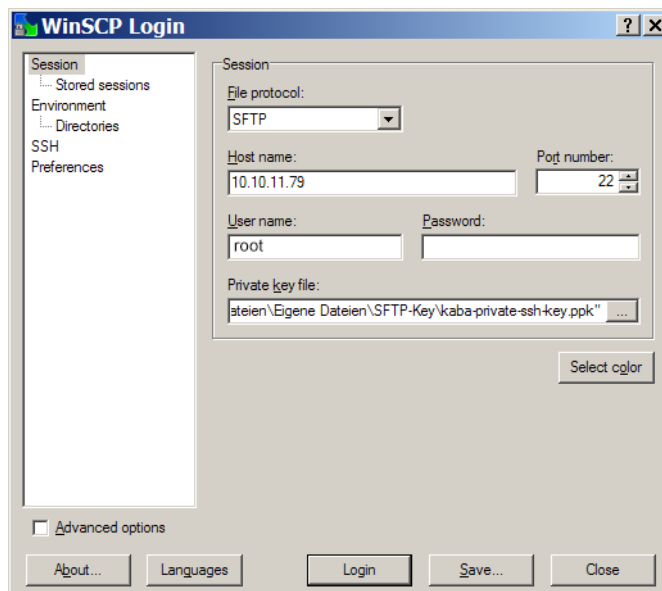 WinSCP Login
Session
Stored sessions
Environment
Directories
SSH
Preferences
Session
File protocol:
SFTP
Host name:
Port number:
10.10.11.79
22
User name:
Password:
root
Private key file:
ateien\Eigene Dateien\SFTP-Key\kaba-private-ssh-key.ppk" ...
Select color
Advanced options
About... Languages Login Save... Close